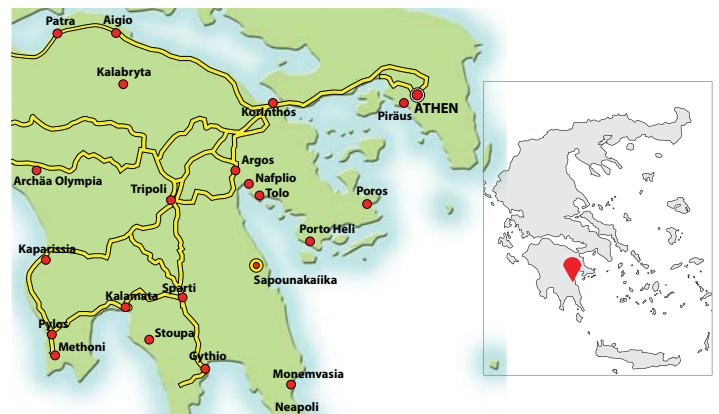 Patra
Aigio
Kalabryta
Korinthos
ATHEN
Piräus
Argos
Archäa Olympia
Nafplio
Tripoli
Tolo
Poros
Porto Heli
Kaparissia
Sapounakaíika
Kalamata
Sparti
Pylos
Stoupa
Methoni
Gythio
Monemvasia
Neapoli